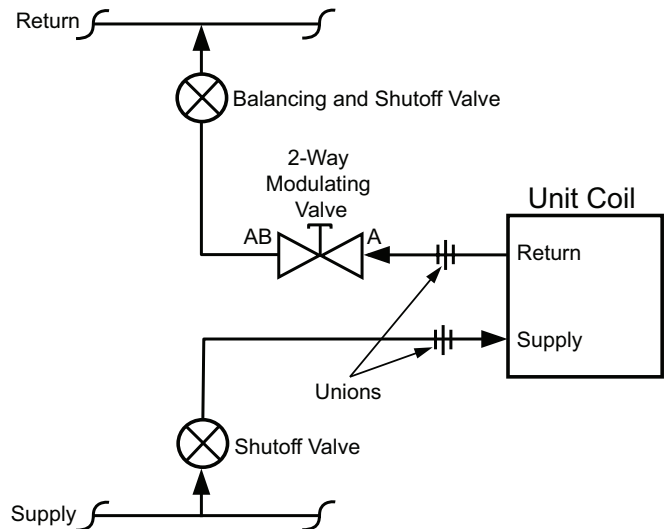 Return
Balancing and Shutoff Valve
2-Way
Modulating
Valve
Unit Coil
AB
A
Return
Supply
Unions
Shutoff Valve
Supply